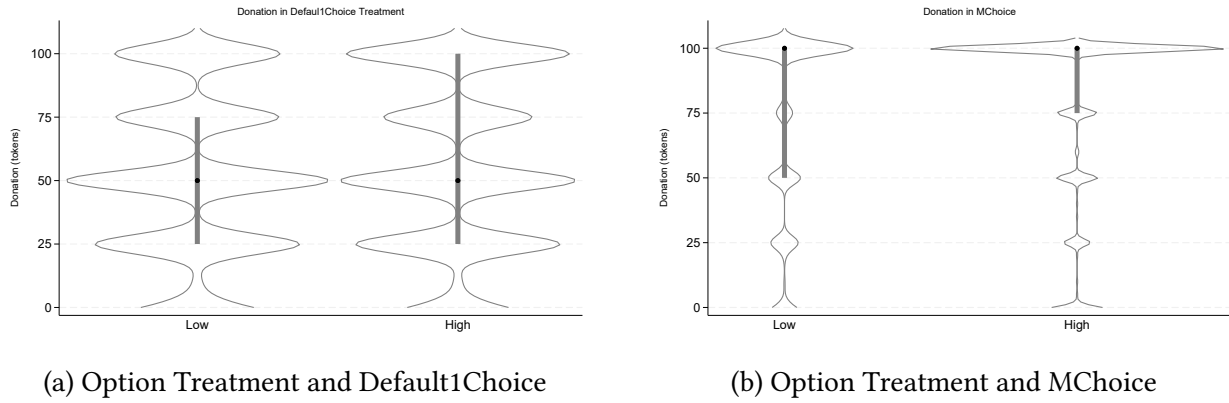 Donation in Defaul1Choice Treatment
Donation (tokens)
100
75
50
25
0
Low
High
(a) Option Treatment and Default1Choice
Donation in MChoice
Donation (tokens)
100
75
50
25
0
Low
High
(b) Option Treatment and MChoice